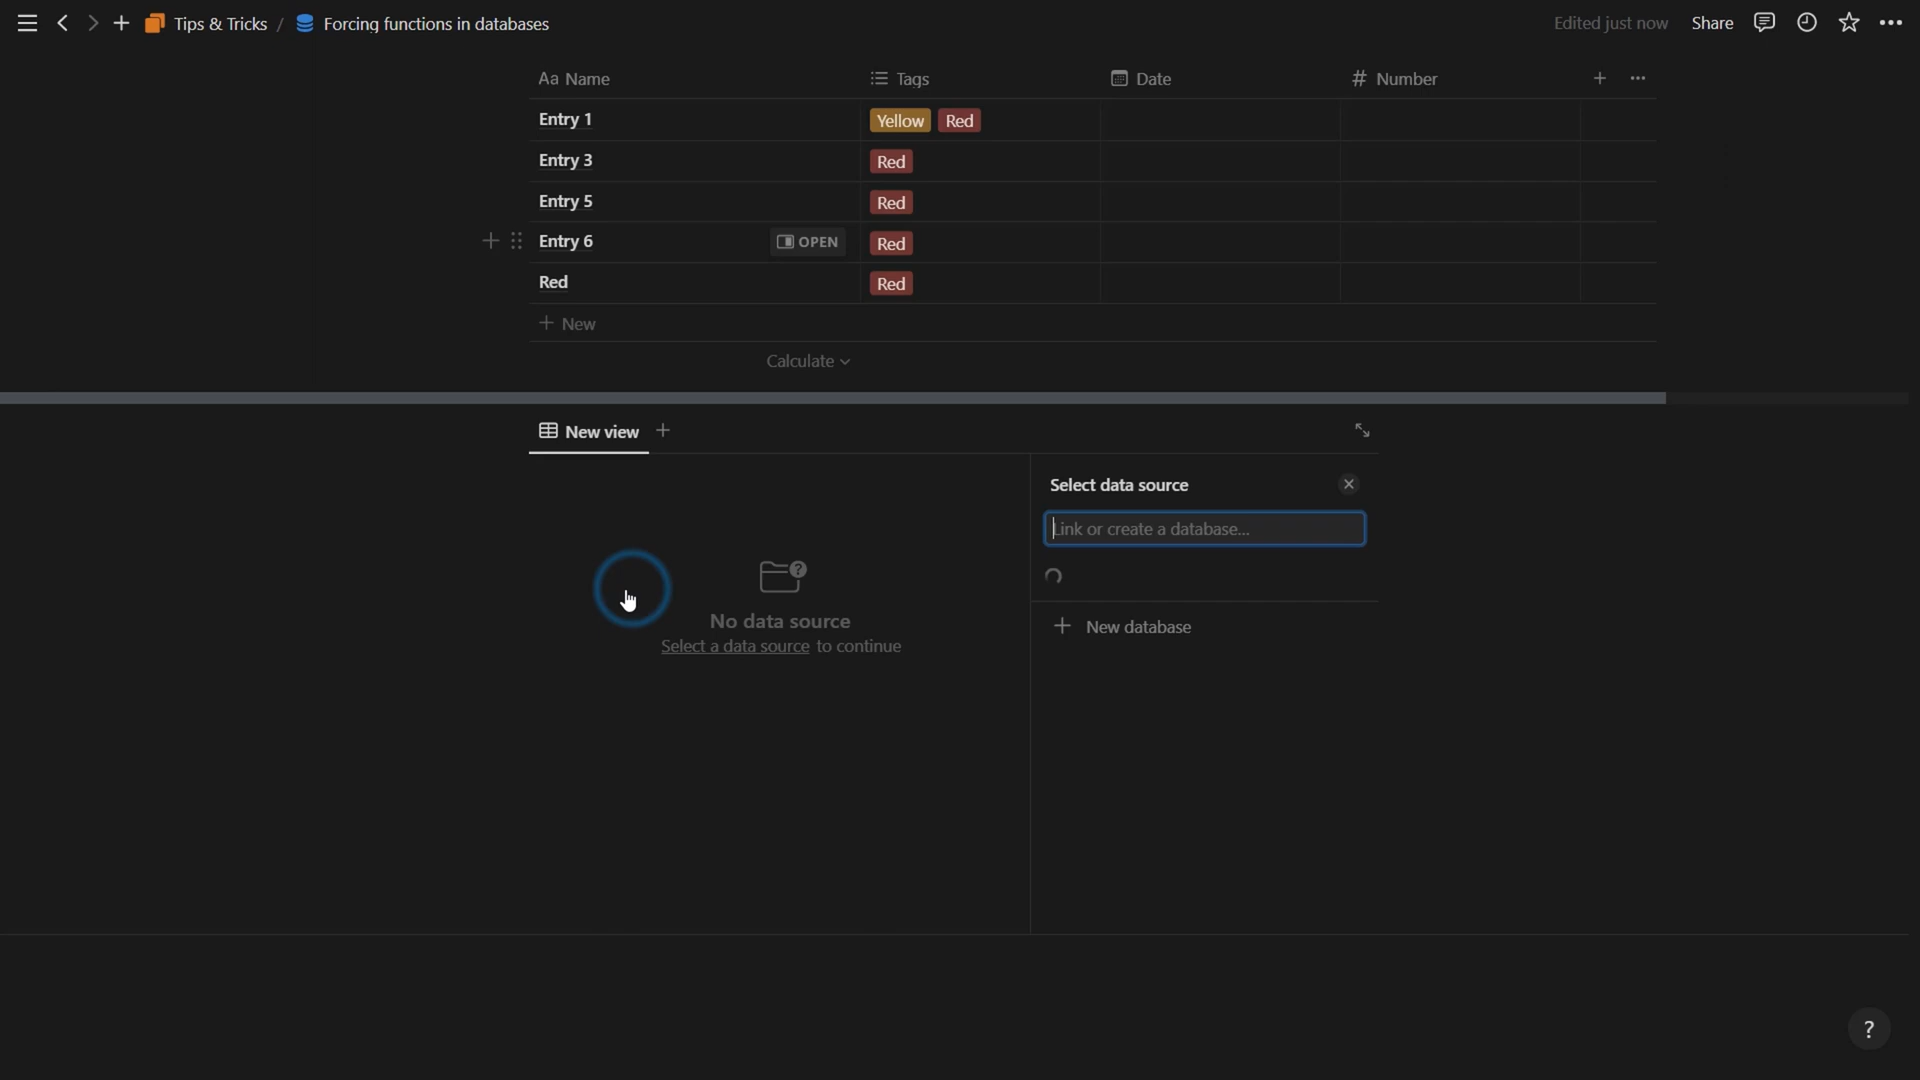 Tips & Tricks / Forcing functions in databases
Edited just now Share
Aa Name Tags Date # Number
Entry 1 Yellow Red
Entry 3 Red
Entry 5 Red
Entry 6 OPEN Red
Red Red
+ New
Calculate
New view +
Select data source
Link or create a database...
No data source
Select a data source to continue
+ New database
?